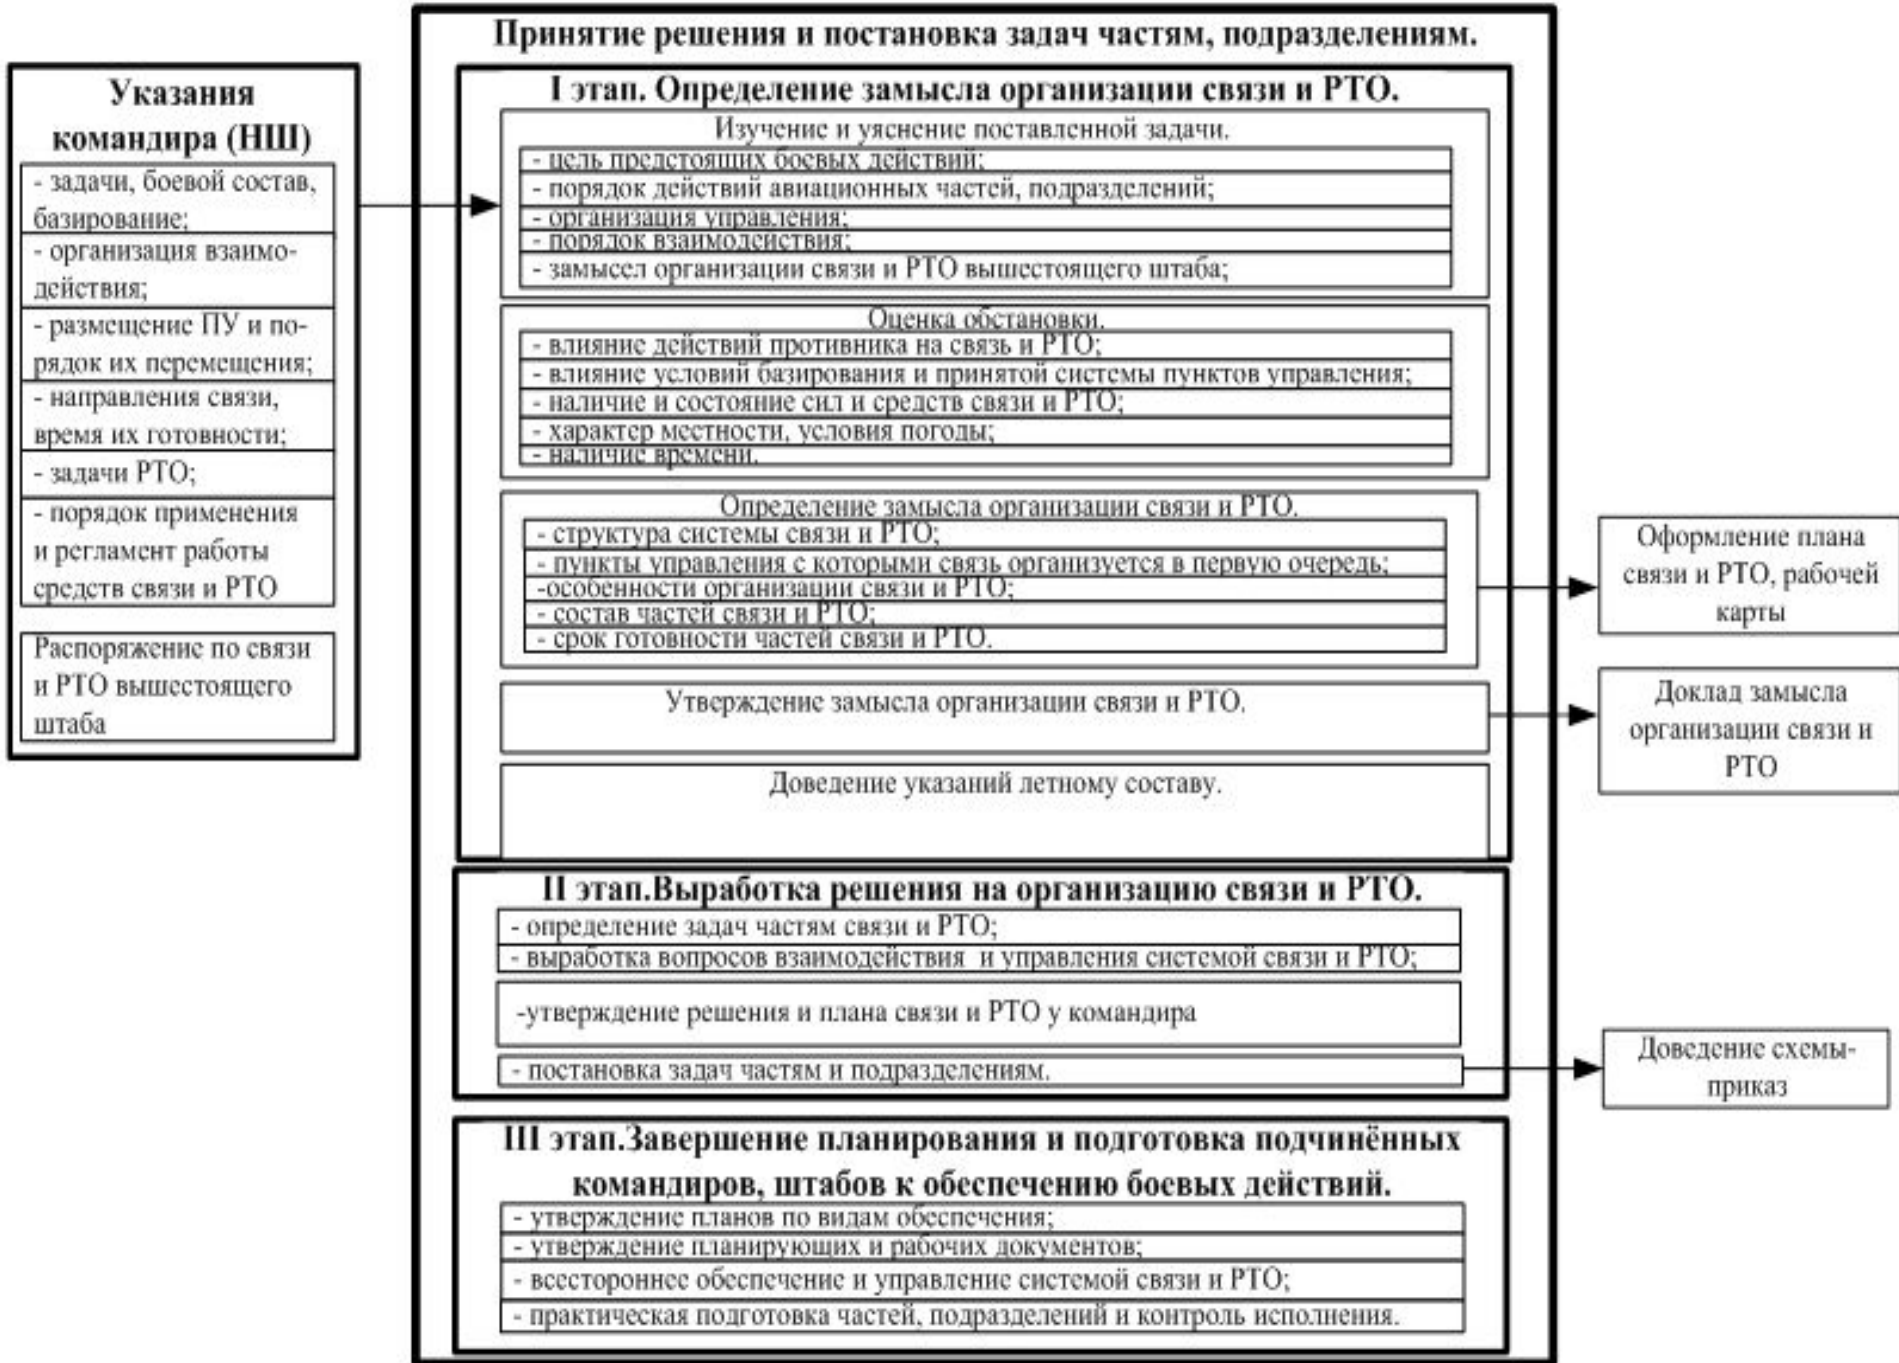 Принятие решения и постановка задач частям, подразделениям.
Указания
командира (НШ)
- задачи, боевой состав,
базирование;
- организация взаимо-
действия;
- размещение ПУ и по-
рядок их перемещения;
- направления связи,
время их готовности;
- задачи РТО;
- порядок применения
и регламент работы
средств связи и РТО
Распоряжение по связи
и РТО вышестоящего
штаба
I этап. Определение замысла организации связи и РТО.
Изучение и уяснение поставленной задачи.
- цель предстоящих боевых действий;
- порядок действий авиационных частей, подразделений;
- организация управления;
- порядок взаимодействия;
- замысел организации связи и РТО вышестоящего штаба;
Оценка обстановки.
- влияние действий противника на связь и РТО;
- влияние условий базирования и принятой системы пунктов управления;
- наличие и состояние сил и средств связи и РТО;
- характер местности, условия погоды;
- наличие времени.
Определение замысла организации связи и РТО.
- структура системы связи и РТО;
- пункты управления с которыми связь организуется в первую очередь;
-особенности организации связи и РТО;
- состав частей связи и РТО;
- срок готовности частей связи и РТО.
Оформление плана
связи и РТО, рабочей
карты
Утверждение замысла организации связи и РТО.
Доклад замысла
организации связи и
РТО
Доведение указаний летному составу.
II этап.Выработка решения на организацию связи и РТО.
- определение задач частям связи и РТО;
- выработка вопросов взаимодействия  и управления системой связи и РТО;
-утверждение решения и плана связи и РТО у командира
- постановка задач частям и подразделениям.
Доведение схемы-
приказ
III этап.Завершение планирования и подготовка подчинённых
командиров, штабов к обеспечению боевых действий.
- утверждение планов по видам обеспечения;
- утверждение планирующих и рабочих документов;
- всестороннее обеспечение и управление системой связи и РТО;
- практическая подготовка частей, подразделений и контроль исполнения.